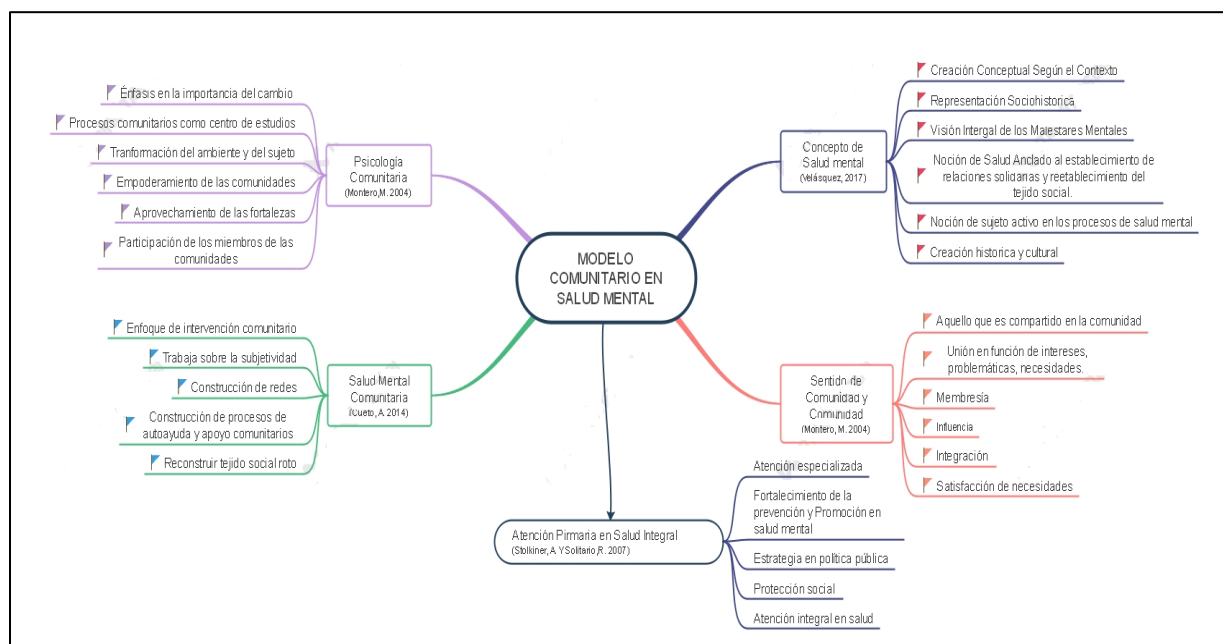 Énfasis en la importancia del cambio
Procesos comunitarios como centro de estudios
Tranformación del ambiente y del sujeto
Empoderamiento de las comunidades
Aprovechamiento de las fortalezas
Participación de los miembros de las
comunidades
Psicología
Comunitaria
(Montero,M. 2004)
Enfoque de intervención comunitario
Trabaja sobre la subjetividad
Construcción de redes
Construcción de procesos de
autoayuda y apoyo comunitarios
Reconstruir tejido social roto
Salud Mental
Comunitaria
(Cueto, A. 2014)
MODELO
COMUNITARIO EN
SALUD MENTAL
Concepto de
Salud mental
(Velásquez, 2017)
Creación Conceptual Según el Contexto
Representación Sociohistorica
Visión Intergal de los Malestares Mentales
Noción de Salud Anclado al establecimiento de
relaciones solidarias y reetablecimiento del
tejido social.
Noción de sujeto activo en los procesos de salud mental
Creación historica y cultural
Sentido de
Comunidad y
Comunidad
(Montero, M. 2004)
Aquello que es compartido en la comunidad
Unión en función de intereses,
problemáticas, necesidades.
Membresía
Influencia
Integración
Satisfacción de necesidades
Atención Pirmaria en Salud Integral
(Stolkiner, A. Y Solitario,R. 2007)
Atención especializada
Fortalecimiento de la
prevención y Promoción en
salud mental
Estrategia en política pública
Protección social
Atención integral en salud